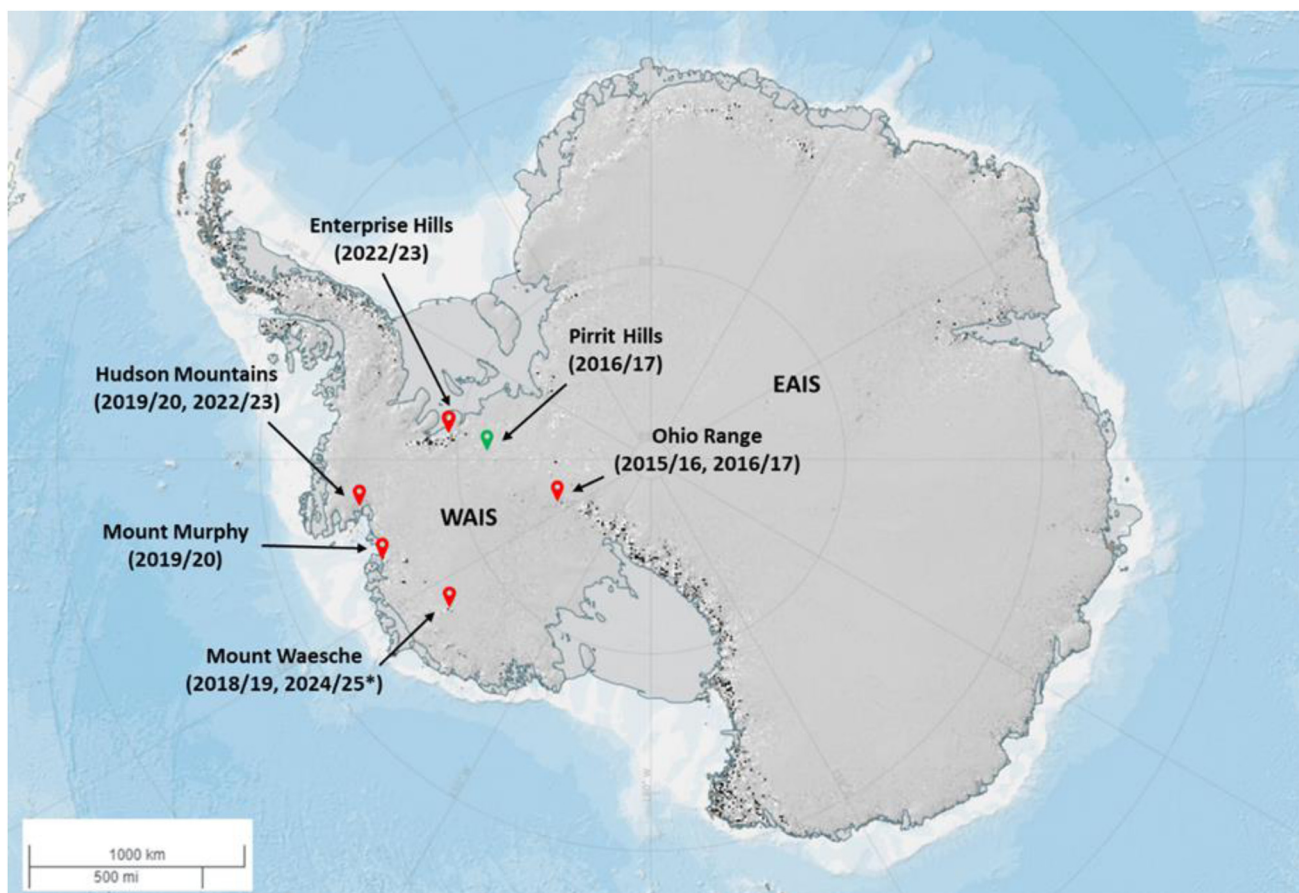 Enterprise Hills
(2022/23)
Pirrit Hills
(2016/17)
Hudson Mountains
(2019/20, 2022/23)
EAIS
Ohio Range
(2015/16, 2016/17)
WAIS
Mount Murphy
(2019/20)
Mount Waesche
(2018/19, 2024/25*)
1000 km
500 mi